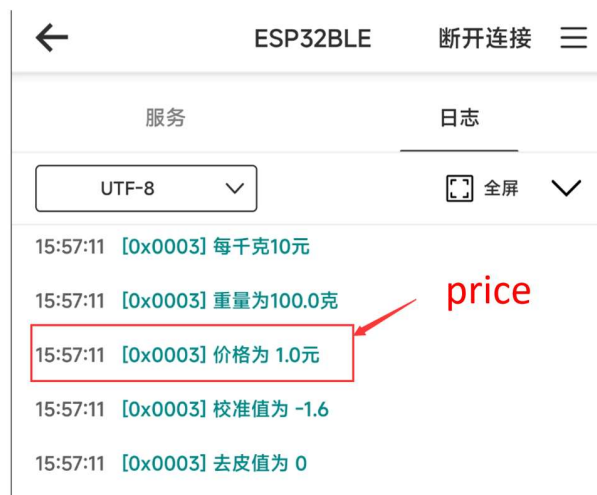 ESP32BLE 断开连接
服务 日志
UTF-8 全屏
15:57:11 [0x0003] 每千克10元
15:57:11 [0x0003] 重量为100.0克
price
15:57:11 [0x0003] 价格为 1.0元
15:57:11 [0x0003] 校准值为 -1.6
15:57:11 [0x0003] 去皮值为 0